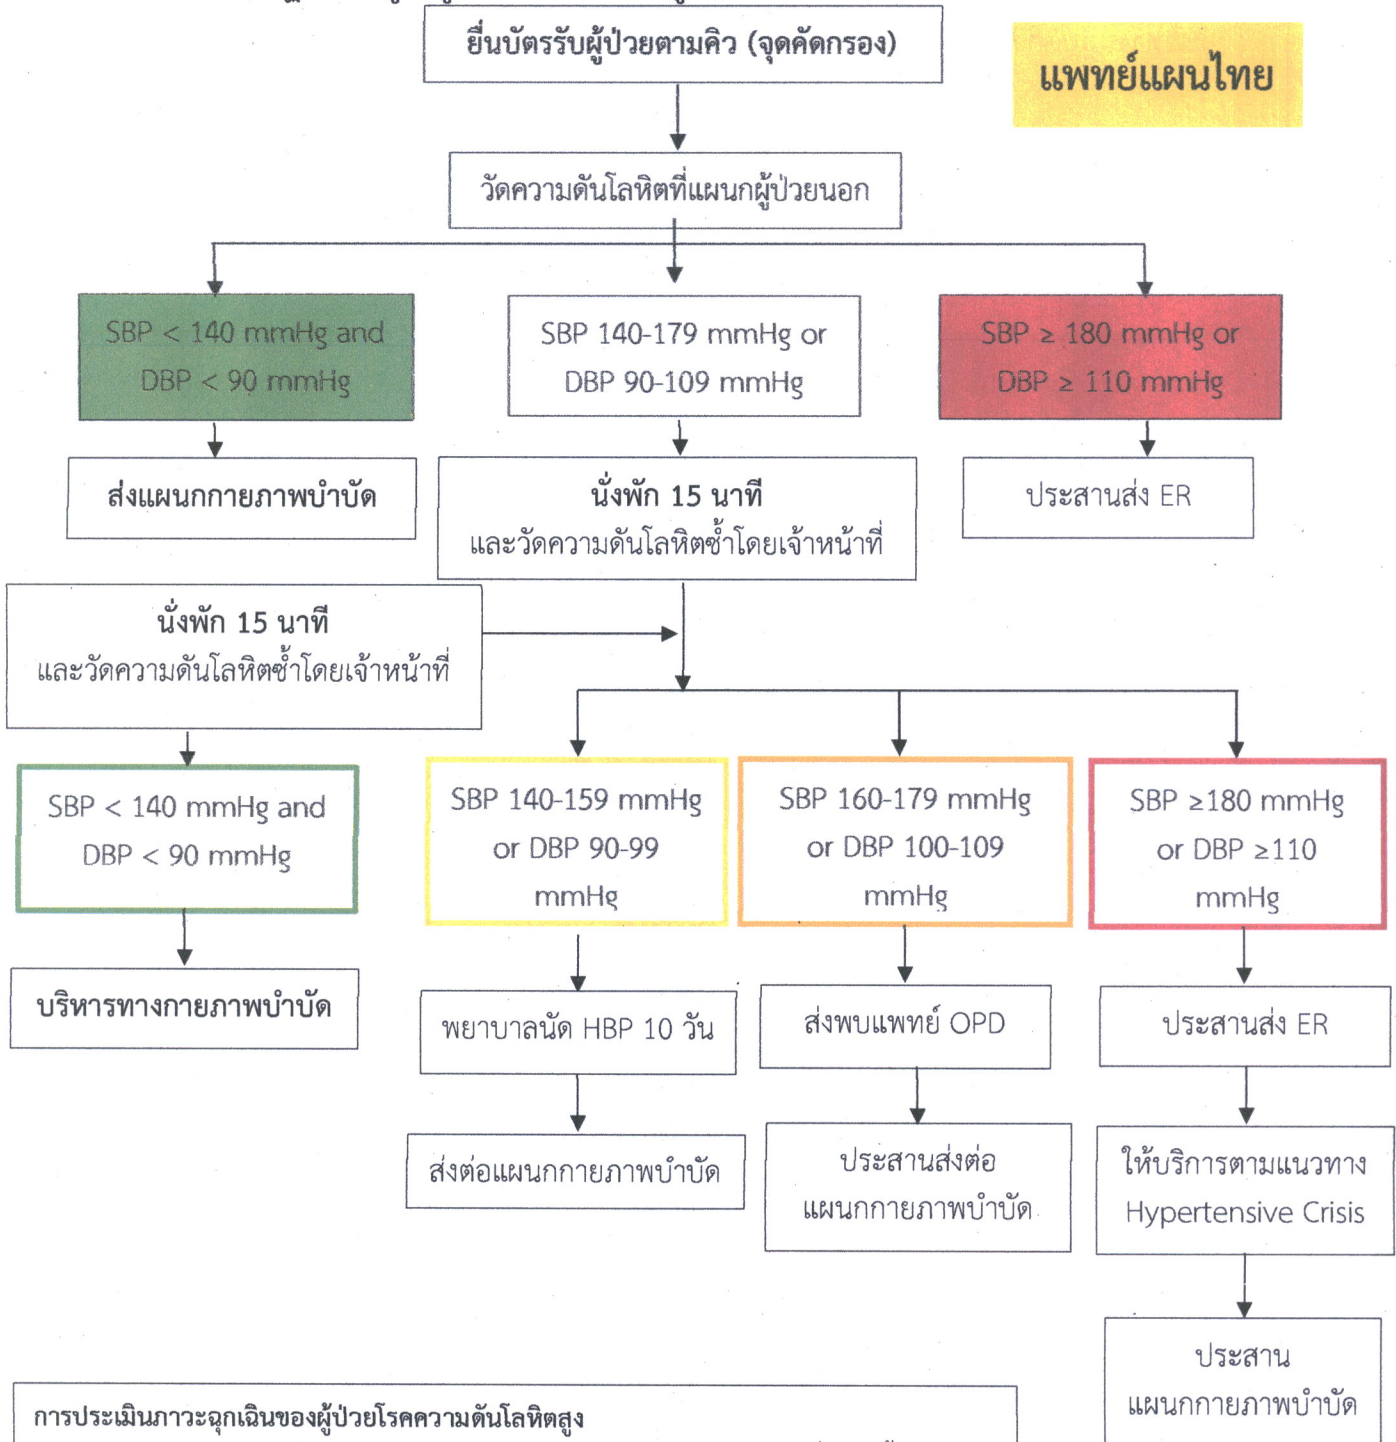 ยื่นบัตรรับผู้ป่วยตามคิว (จุดคัดกรอง)
แพทย์แผนไทย
วัดความดันโลหิตที่แผนกผู้ป่วยนอก
SBP < 140 mmHg and
DBP < 90 mmHg
SBP 140-179 mmHg or
DBP 90-109 mmHg
SBP ≥ 180 mmHg or
DBP ≥ 110 mmHg
ส่งแผนกกายภาพบำบัด
นั่งพัก 15 นาที
และวัดความดันโลหิตซ้ำโดยเจ้าหน้าที่
ประสานส่ง ER
นั่งพัก 15 นาที
และวัดความดันโลหิตซ้ำโดยเจ้าหน้าที่
SBP < 140 mmHg and
DBP < 90 mmHg
SBP 140-159 mmHg
or DBP 90-99
mmHg
SBP 160-179 mmHg
or DBP 100-109
mmHg
SBP ≥180 mmHg
or DBP ≥110
mmHg
บริหารทางกายภาพบำบัด
พยาบาลนัด HBP 10 วัน
ส่งพบแพทย์ OPD
ประสานส่ง ER
ส่งต่อแผนกกายภาพบำบัด
ประสานส่งต่อ
แผนกกายภาพบำบัด
ให้บริการตามแนวทาง
Hypertensive Crisis
ประสาน
แผนกกายภาพบำบัด
การประเมินภาวะฉุกเฉินของผู้ป่วยโรคความดันโลหิตสูง